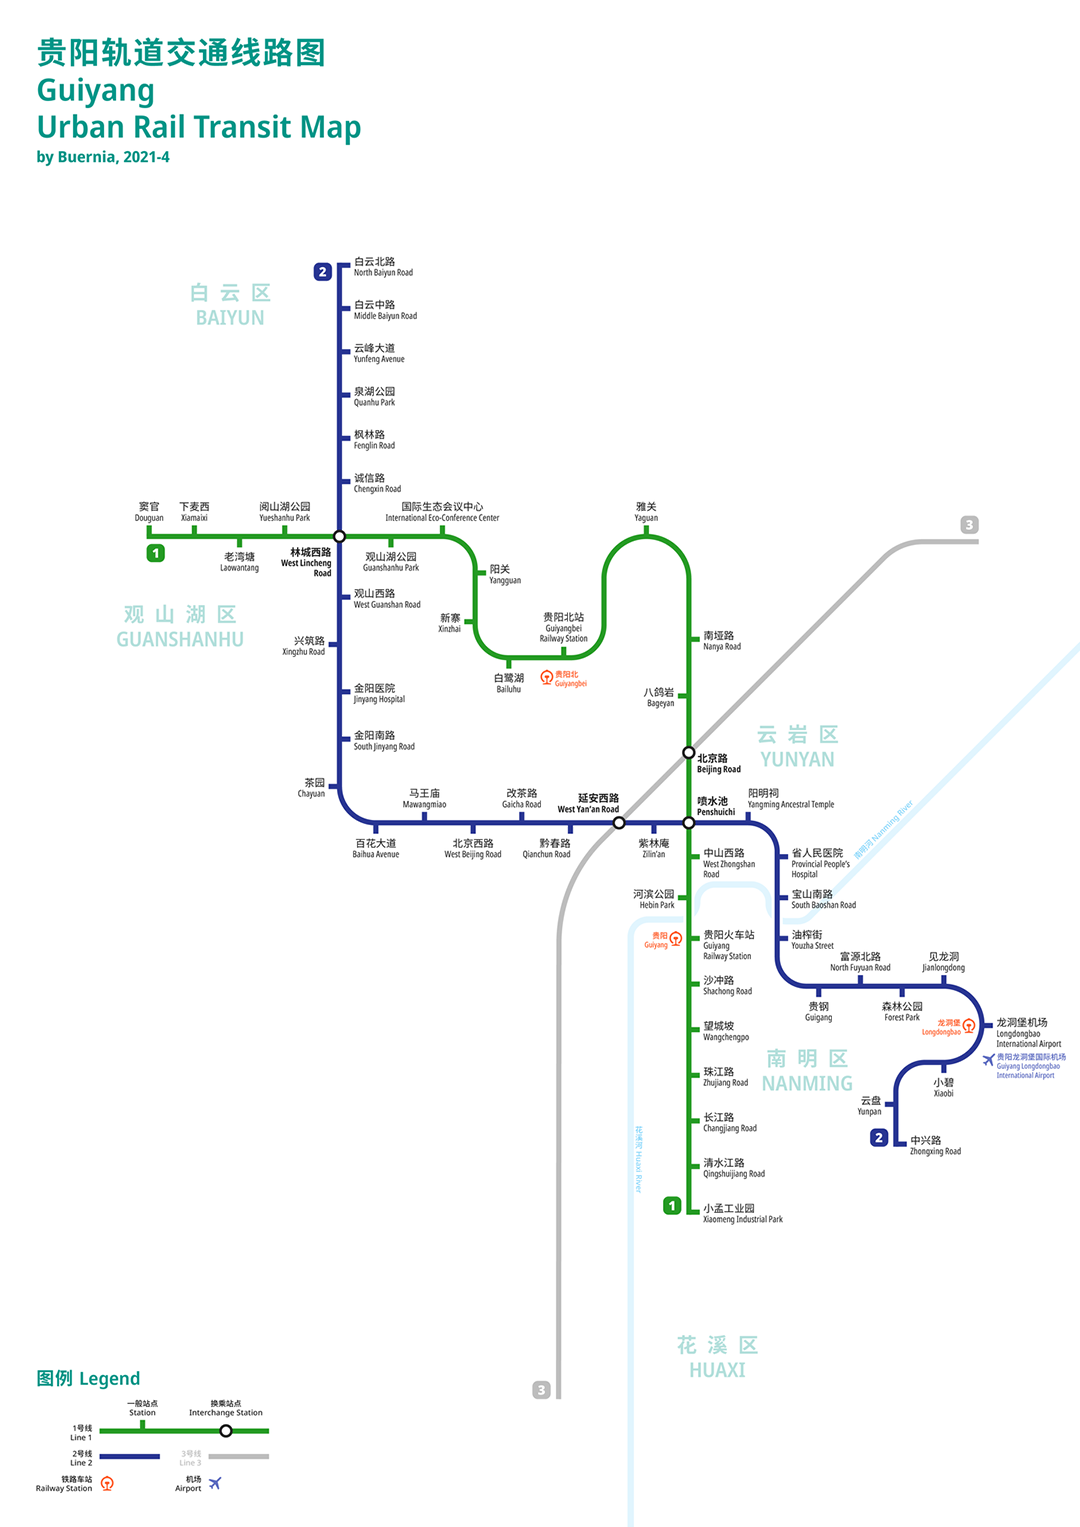 贵阳轨道交通线路图
Guiyang
Urban Rail Transit Map
by Buernia, 2021-4
2
白云北路
North Baiyun Road
白云区
BAIYUN
白云中路
Middle Baiyun Road
云峰大道
Yunfeng Avenue
泉湖公园
Quanhu Park
枫林路
Fenglin Road
诚信路
Chengxin Road
窦官
Douguan
下麦西
Xiamaixi
阅山湖公园
Yueshanhu Park
国际生态会议中心
International Eco-Conference Center
雅关
Yaguan
3
1
老湾塘
Laowantang
林城西路
West Lincheng
Road
观山湖公园
Guanshanhu Park
阳关
Yangguan
观山西路
West Guanshan Road
观山湖区
GUANSHANHU
新寨
Xinzhai
贵阳北站
Guiyangbei
Railway Station
南垭路
Nanya Road
兴筑路
Xingzhu Road
白鹭湖
Bailuhu
贵阳北
Guiyangbei
金阳医院
Jinyang Hospital
八鸽岩
Bageyan
金阳南路
South Jinyang Road
云岩区
YUNYAN
北京路
Beijing Road
茶园
Chayuan
马王庙
Mawangmiao
改茶路
Gaicha Road
延安西路
West Yan'an Road
喷水池
Penshuichi
阳明祠
Yangming Ancestral Temple
南明河 Nanming River
百花大道
Baihua Avenue
北京西路
West Beijing Road
黔春路
Qianchun Road
紫林庵
Zilin'an
中山西路
West Zhongshan
Road
省人民医院
Provincial People's
Hospital
河滨公园
Hebin Park
宝山南路
South Baoshan Road
贵阳
Guiyang
贵阳火车站
Guiyang
Railway Station
油榨街
Youzha Street
富源北路
North Fuyuan Road
见龙洞
Jianlongdong
沙冲路
Shachong Road
贵钢
Guigang
森林公园
Forest Park
望城坡
Wangchengpo
龙洞堡
Longdongbao
龙洞堡机场
Longdongbao
International Airport
贵阳龙洞堡国际机场
Guiyang Longdongbao
International Airport
南明区
NANMING
珠江路
Zhujiang Road
小碧
Xiaobi
云盘
Yunpan
长江路
Changjiang Road
2
中兴路
Zhongxing Road
花溪河 Huaxi River
清水江路
Qingshuijiang Road
1
小孟工业园
Xiaomeng Industrial Park
花溪区
HUAXI
3
图例 Legend
一般站点
Station
换乘站点
Interchange Station
1号线
Line 1
2号线
Line 2
3号线
Line 3
铁路车站
Railway Station
机场
Airport